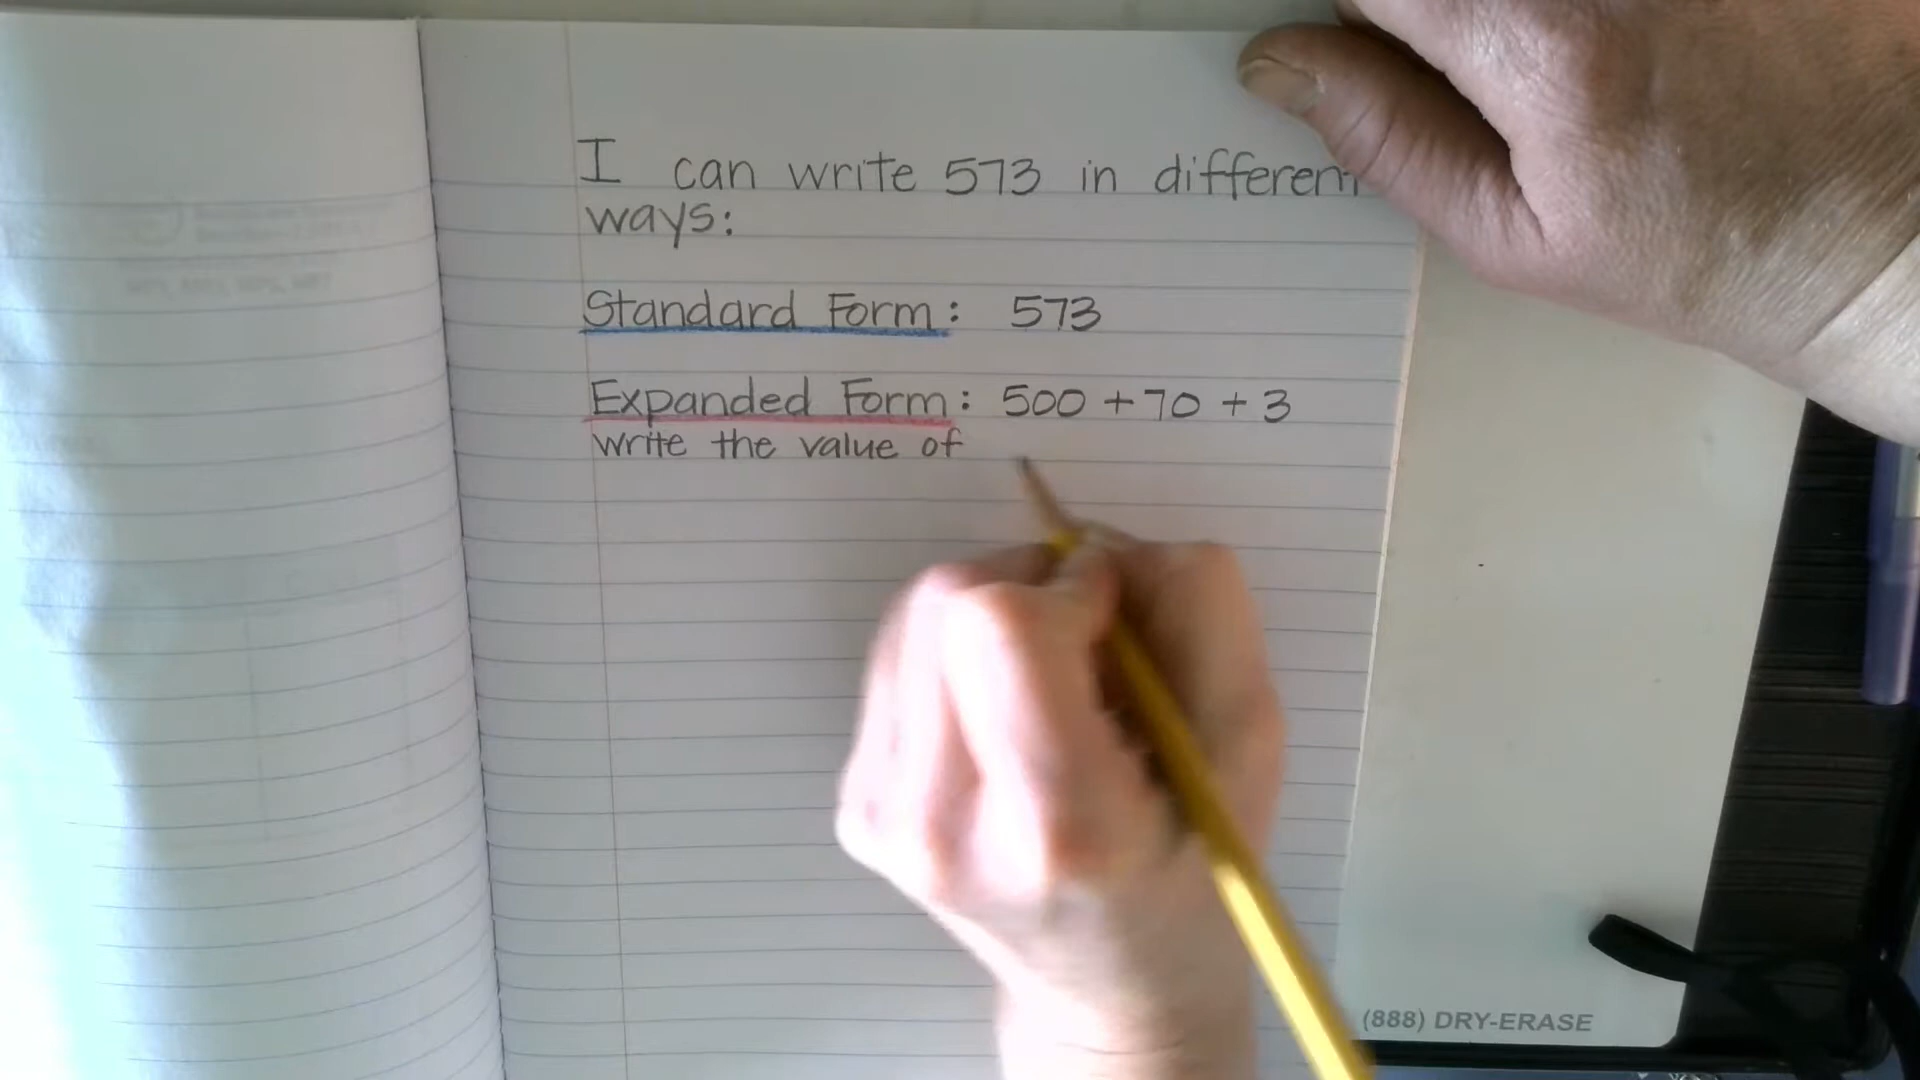 I can write 573 in different
ways:
Standard Form: 573
Expanded Form: 500 + 70 + 3
write the value of
(888) DRY-ERASE